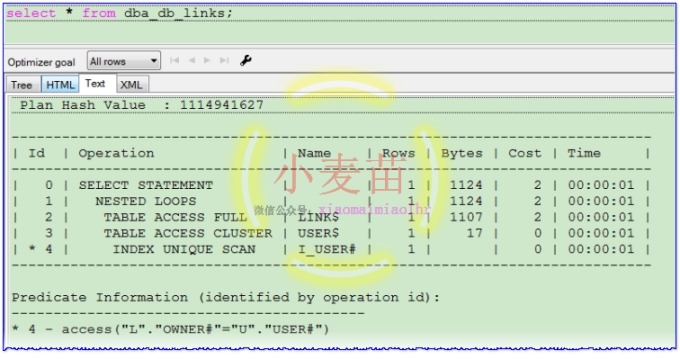 select * from dba_db_links;
Optimizer goal All rows
Tree HTML Text XML
Plan Hash Value : 1114941627
--------------------------------------------------------------------------------
| Id | Operation | Name | Rows | Bytes | Cost | Time |
--------------------------------------------------------------------------------
| 0 | SELECT STATEMENT | | 1 | 1124 | 2 | 00:00:01 |
| 1 | NESTED LOOPS | | 1 | 1124 | 2 | 00:00:01 |
| 2 | TABLE ACCESS FULL | LINK$ | 1 | 1107 | 2 | 00:00:01 |
| 3 | TABLE ACCESS CLUSTER | USER$ | 1 | 17 | 0 | 00:00:01 |
| * 4 | INDEX UNIQUE SCAN | I_USER# | 1 | | 0 | 00:00:01 |
--------------------------------------------------------------------------------
小麦苗
微信公众号: xiaomaimiaolhr
Predicate Information (identified by operation id):
------------------------------------------
* 4 - access("L"."OWNER#"="U"."USER#")